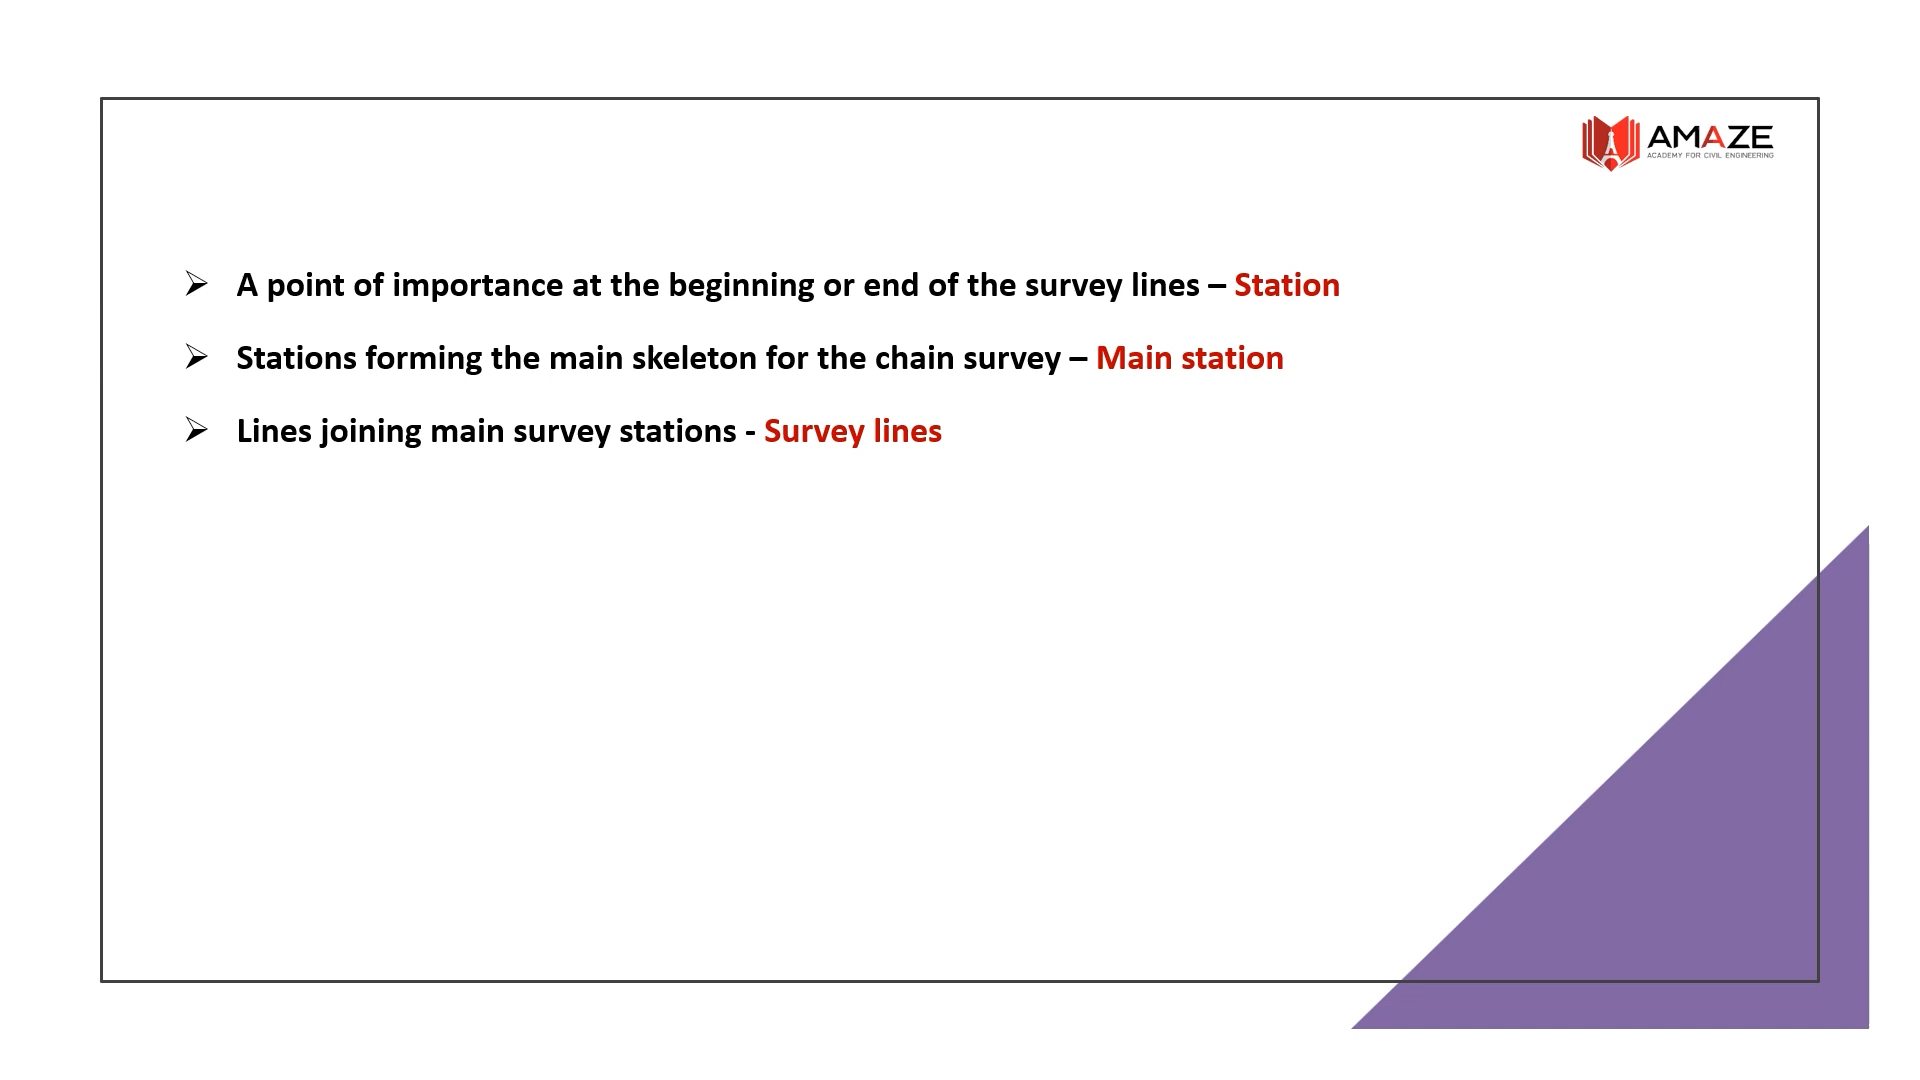 AMAZE
ACADEMY FOR CIVIL ENGINEERING
➢ A point of importance at the beginning or end of the survey lines – Station
➢ Stations forming the main skeleton for the chain survey – Main station
➢ Lines joining main survey stations - Survey lines